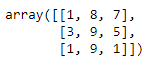 array([[1, 8, 7],
       [3, 9, 5],
       [1, 9, 1]])